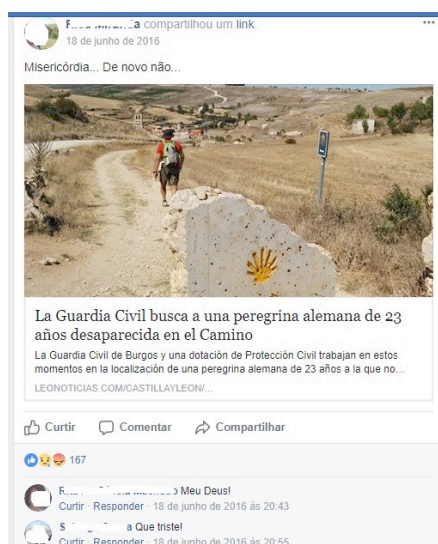 compartilhou um link.
18 de junho de 2016
Misericórdia... De novo não...
La Guardia Civil busca a una peregrina alemana de 23
años desaparecida en el Camino
La Guardia Civil de Burgos y una dotación de Protección Civil trabajan en estos
momentos en la localización de una peregrina alemana de 23 años a la que no...
LEONOTICIAS.COM/CASTILLAYLEON/...
Curtir Comentar Compartilhar
167
Meu Deus!
Curtir · Responder · 18 de junho de 2016 às 20:43
Que triste!
Curtir · Responder · 18 de junho de 2016 às 20:55